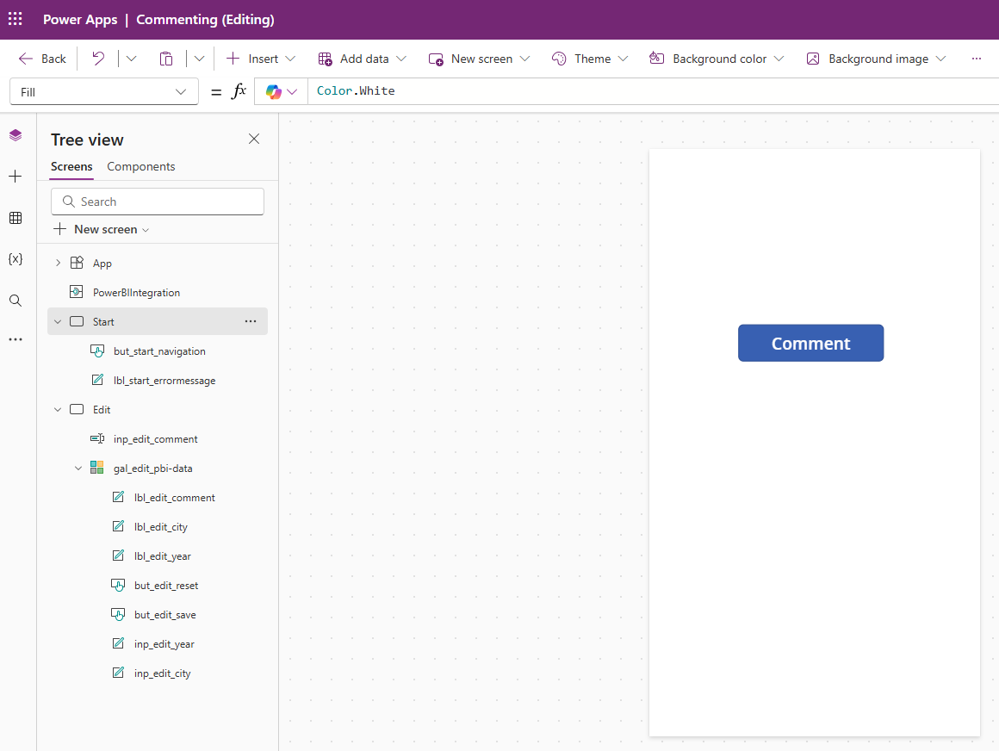 Power Apps | Commenting (Editing)
Back Insert Add data New screen Theme Background color Background image ...
Fill = fx Color.White
Tree view
Screens Components
Search
New screen
App
PowerBIIntegration
Start ...
but_start_navigation
lbl_start_errormessage
Edit
inp_edit_comment
gal_edit_pbi-data
lbl_edit_comment
lbl_edit_city
lbl_edit_year
but_edit_reset
but_edit_save
inp_edit_year
inp_edit_city
Comment